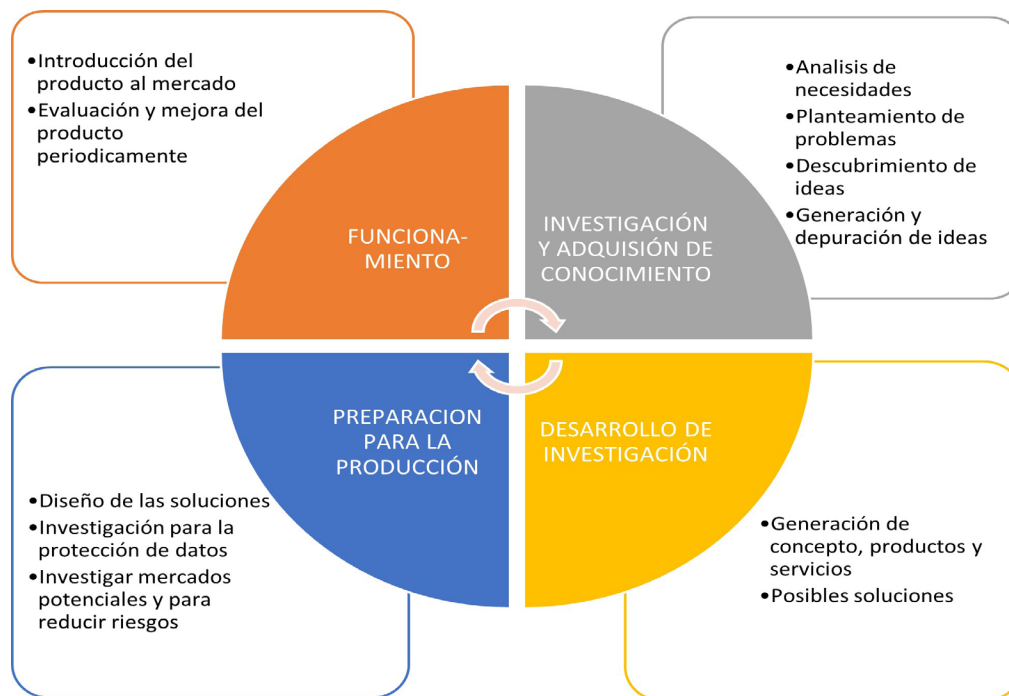 •Introducción del
producto al mercado
•Evaluación y mejora del
producto
periodicamente
•Analisis de
necesidades
•Planteamiento de
problemas
•Descubrimiento de
ideas
•Generación y
depuración de ideas
FUNCIONA-
MIENTO
INVESTIGACIÓN
Y ADQUISIÓN DE
CONOCIMIENTO
PREPARACION
PARA LA
PRODUCCIÓN
DESARROLLO DE
INVESTIGACIÓN
•Diseño de las soluciones
•Investigación para la
protección de datos
•Investigar mercados
potenciales y para
reducir riesgos
•Generación de
concepto, productos y
servicios
•Posibles soluciones